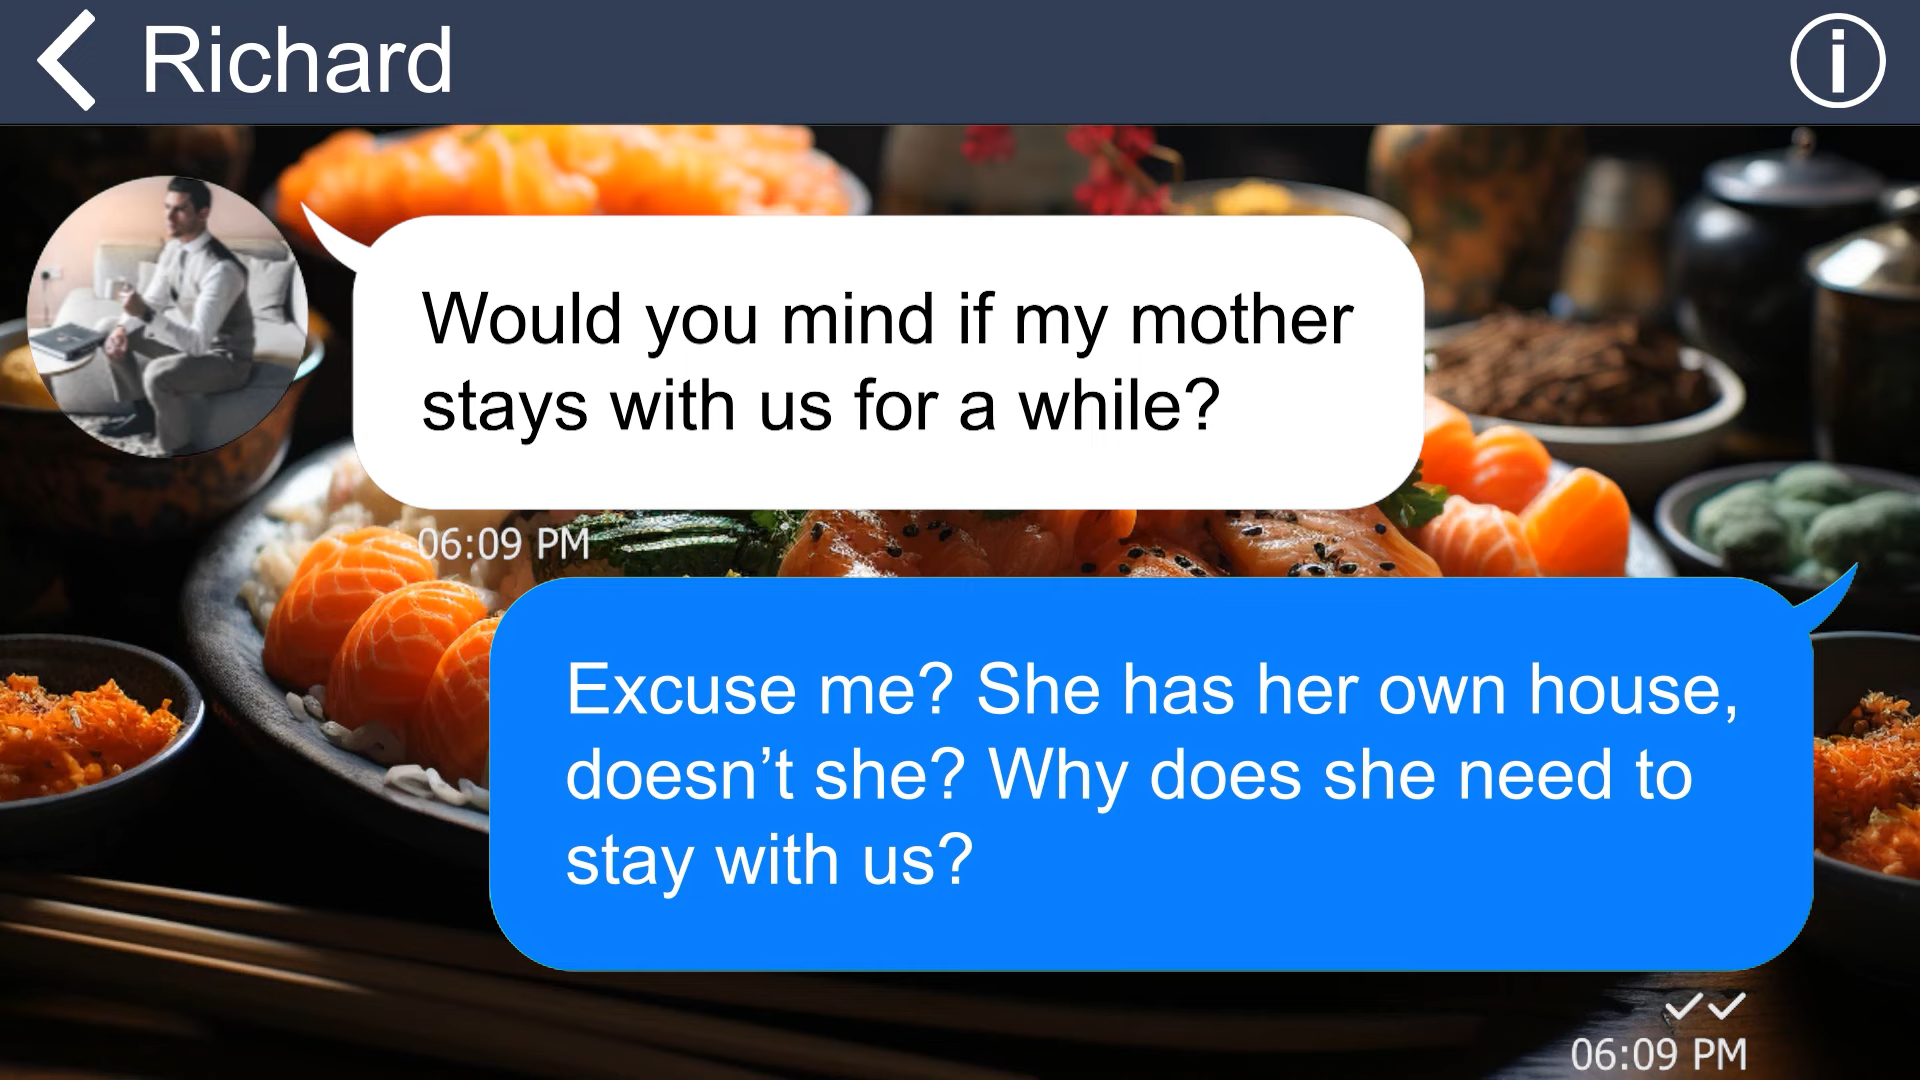 Richard
Would you mind if my mother
stays with us for a while?
06:09 PM
Excuse me? She has her own house,
doesn’t she? Why does she need to
stay with us?
06:09 PM